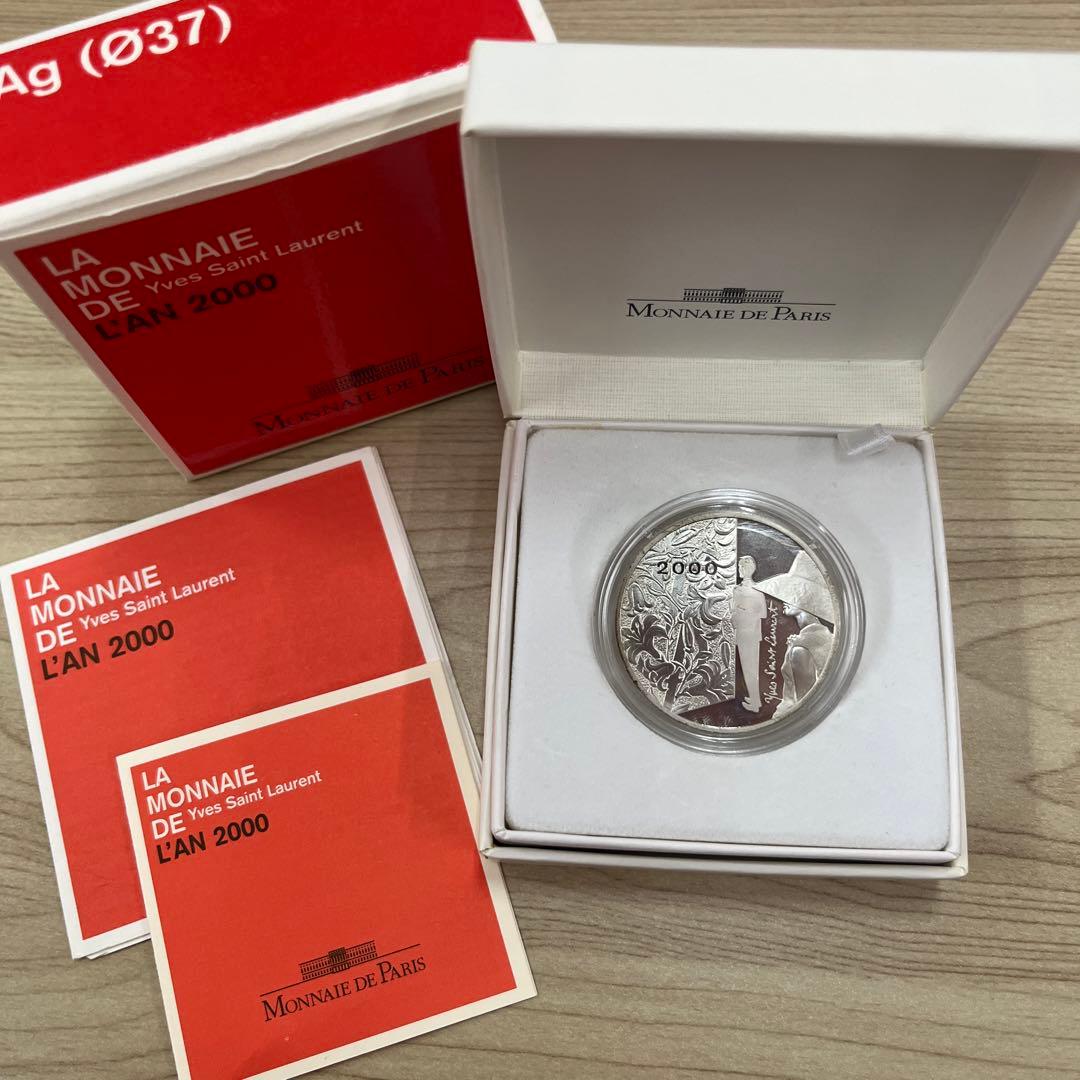 Ag (Ø37)
LA
MONNAIE
DE Yves Saint Laurent
L'AN 2000
MONNAIE DE PARIS
MONNAIE DE PARIS
2000
Yves Saint Laurent
LA
MONNAIE
DE Yves Saint Laurent
L'AN 2000
LA
MONNAIE
DE Yves Saint Laurent
L'AN 2000
MONNAIE DE PARIS